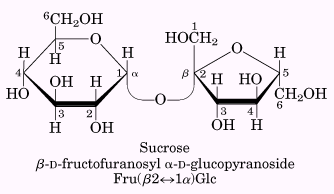 ⁶CH₂OH
H
5
O
H
H
4
OH
H
1
α
HO
3
2
H
OH
O
1
HOCH₂
O
H
β
2
H
HO
5
3
4
CH₂OH
6
OH
H
Sucrose
β-D-fructofuranosyl α-D-glucopyranoside
Fru(β2↔1α)Glc